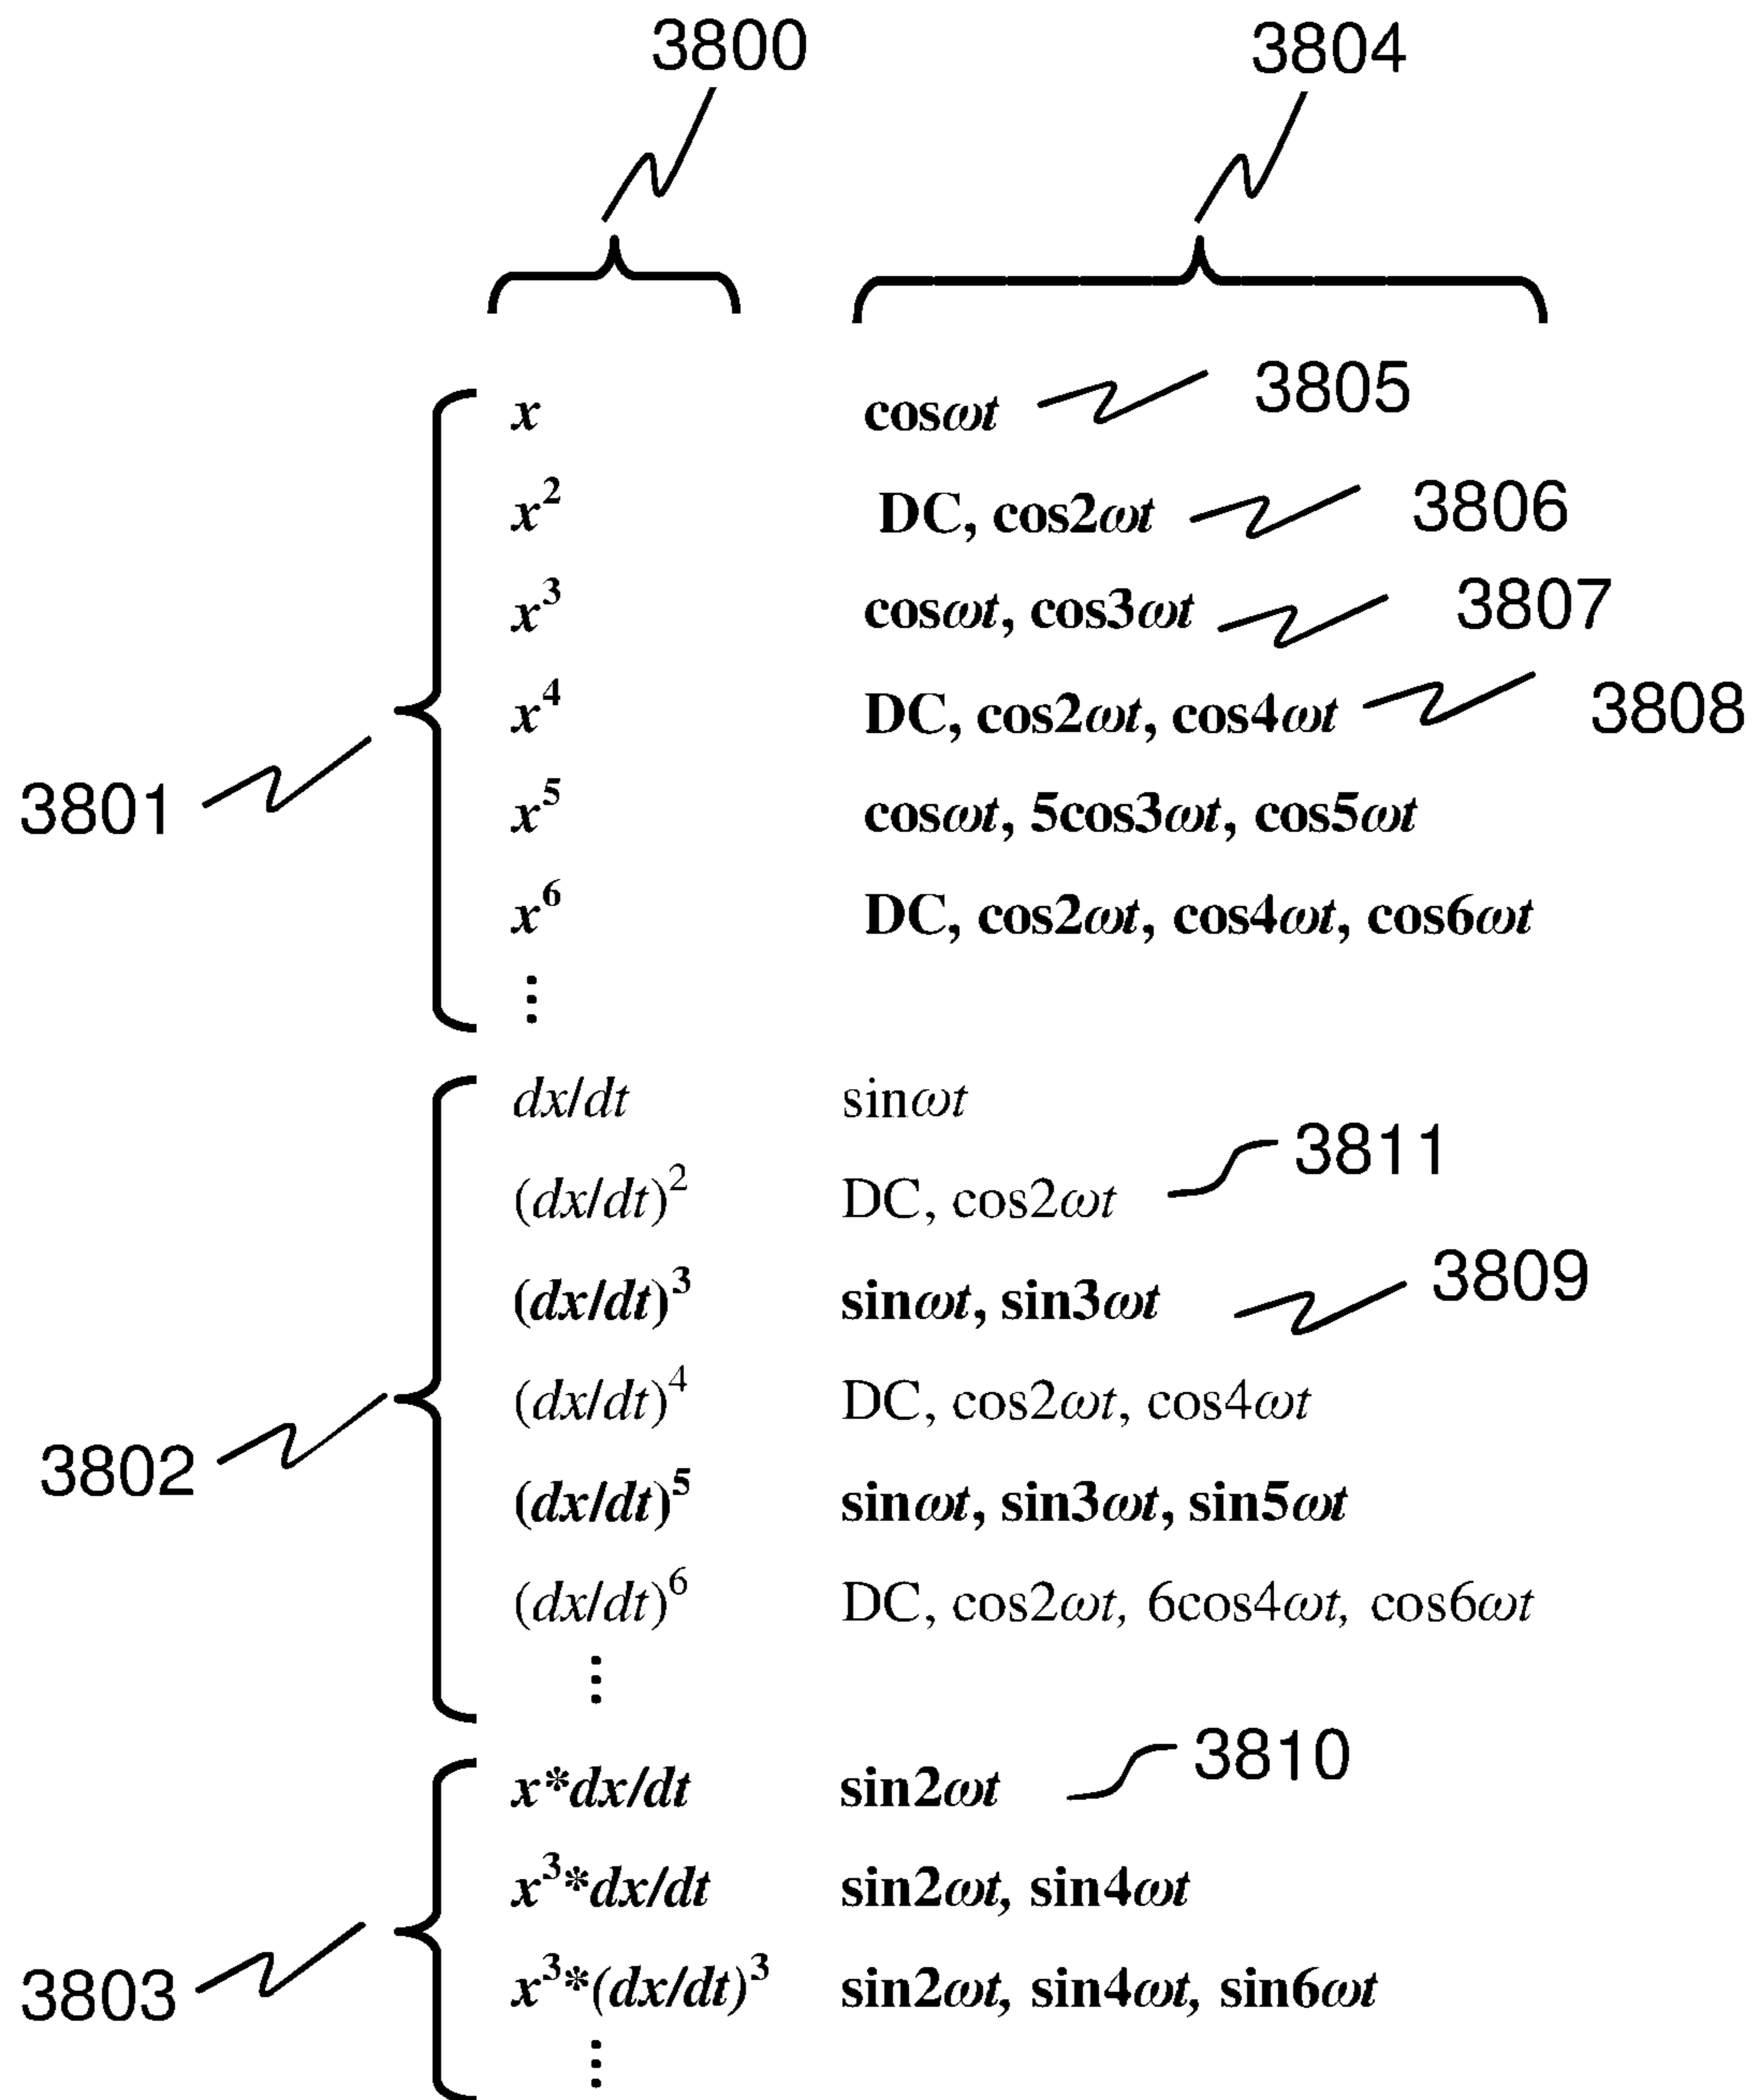 3800 3804
x cosωt 3805
x² DC, cos2ωt 3806
x³ cosωt, cos3ωt 3807
x⁴ DC, cos2ωt, cos4ωt 3808
3801 x⁵ cosωt, 5cos3ωt, cos5ωt
x⁶ DC, cos2ωt, cos4ωt, cos6ωt
⋮
dx/dt sinωt
(dx/dt)² DC, cos2ωt 3811
(dx/dt)³ sinωt, sin3ωt 3809
(dx/dt)⁴ DC, cos2ωt, cos4ωt
3802 (dx/dt)⁵ sinωt, sin3ωt, sin5ωt
(dx/dt)⁶ DC, cos2ωt, 6cos4ωt, cos6ωt
⋮
x*dx/dt sin2ωt 3810
x³*dx/dt sin2ωt, sin4ωt
3803 x³*(dx/dt)³ sin2ωt, sin4ωt, sin6ωt
⋮